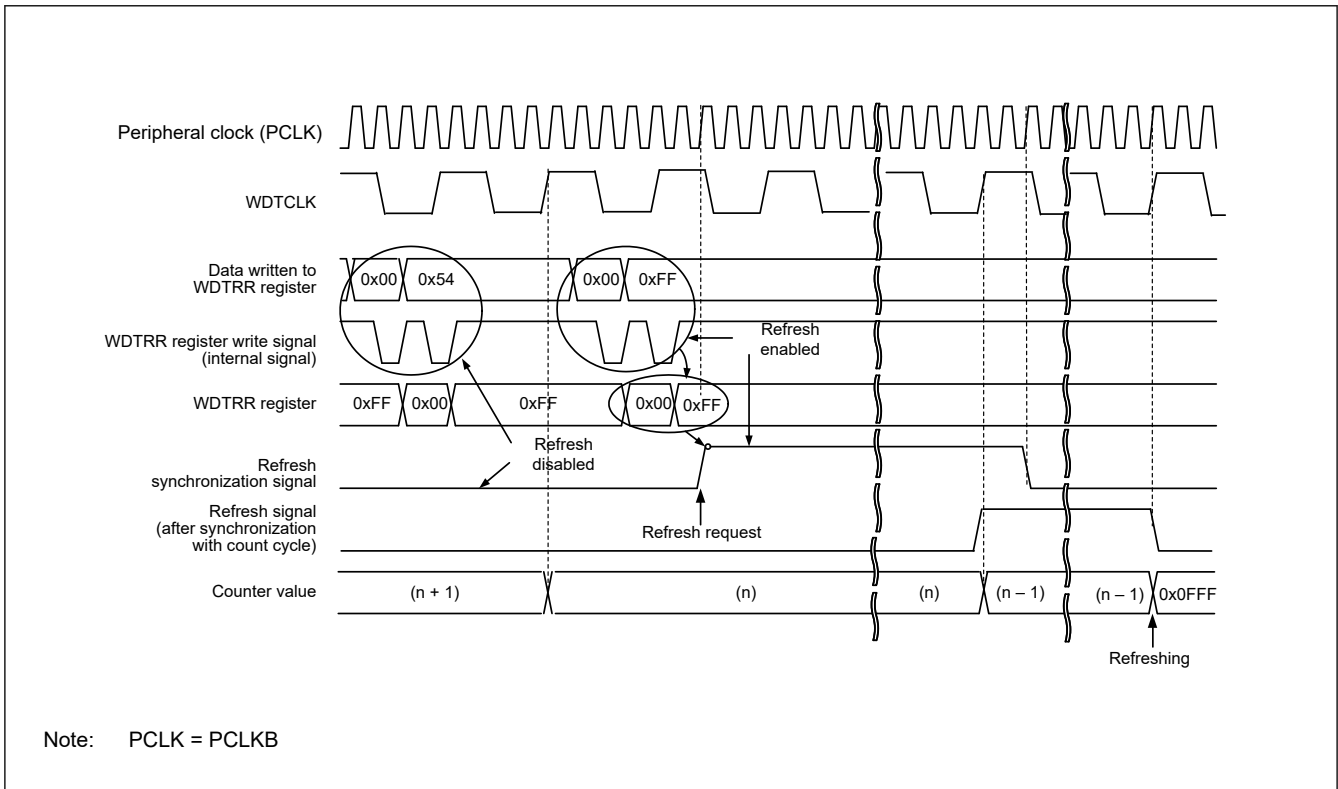 Peripheral clock (PCLK)
WDTCLK
Data written to
WDTRR register
0x00
0x54
0x00
0xFF
WDTRR register write signal
(internal signal)
Refresh
enabled
WDTRR register
0xFF
0x00
0xFF
0x00
0xFF
Refresh
disabled
Refresh
synchronization signal
Refresh request
Refresh signal
(after synchronization
with count cycle)
Counter value
(n + 1)
(n)
(n)
(n – 1)
(n – 1)
0x0FFF
Refreshing
Note: PCLK = PCLKB